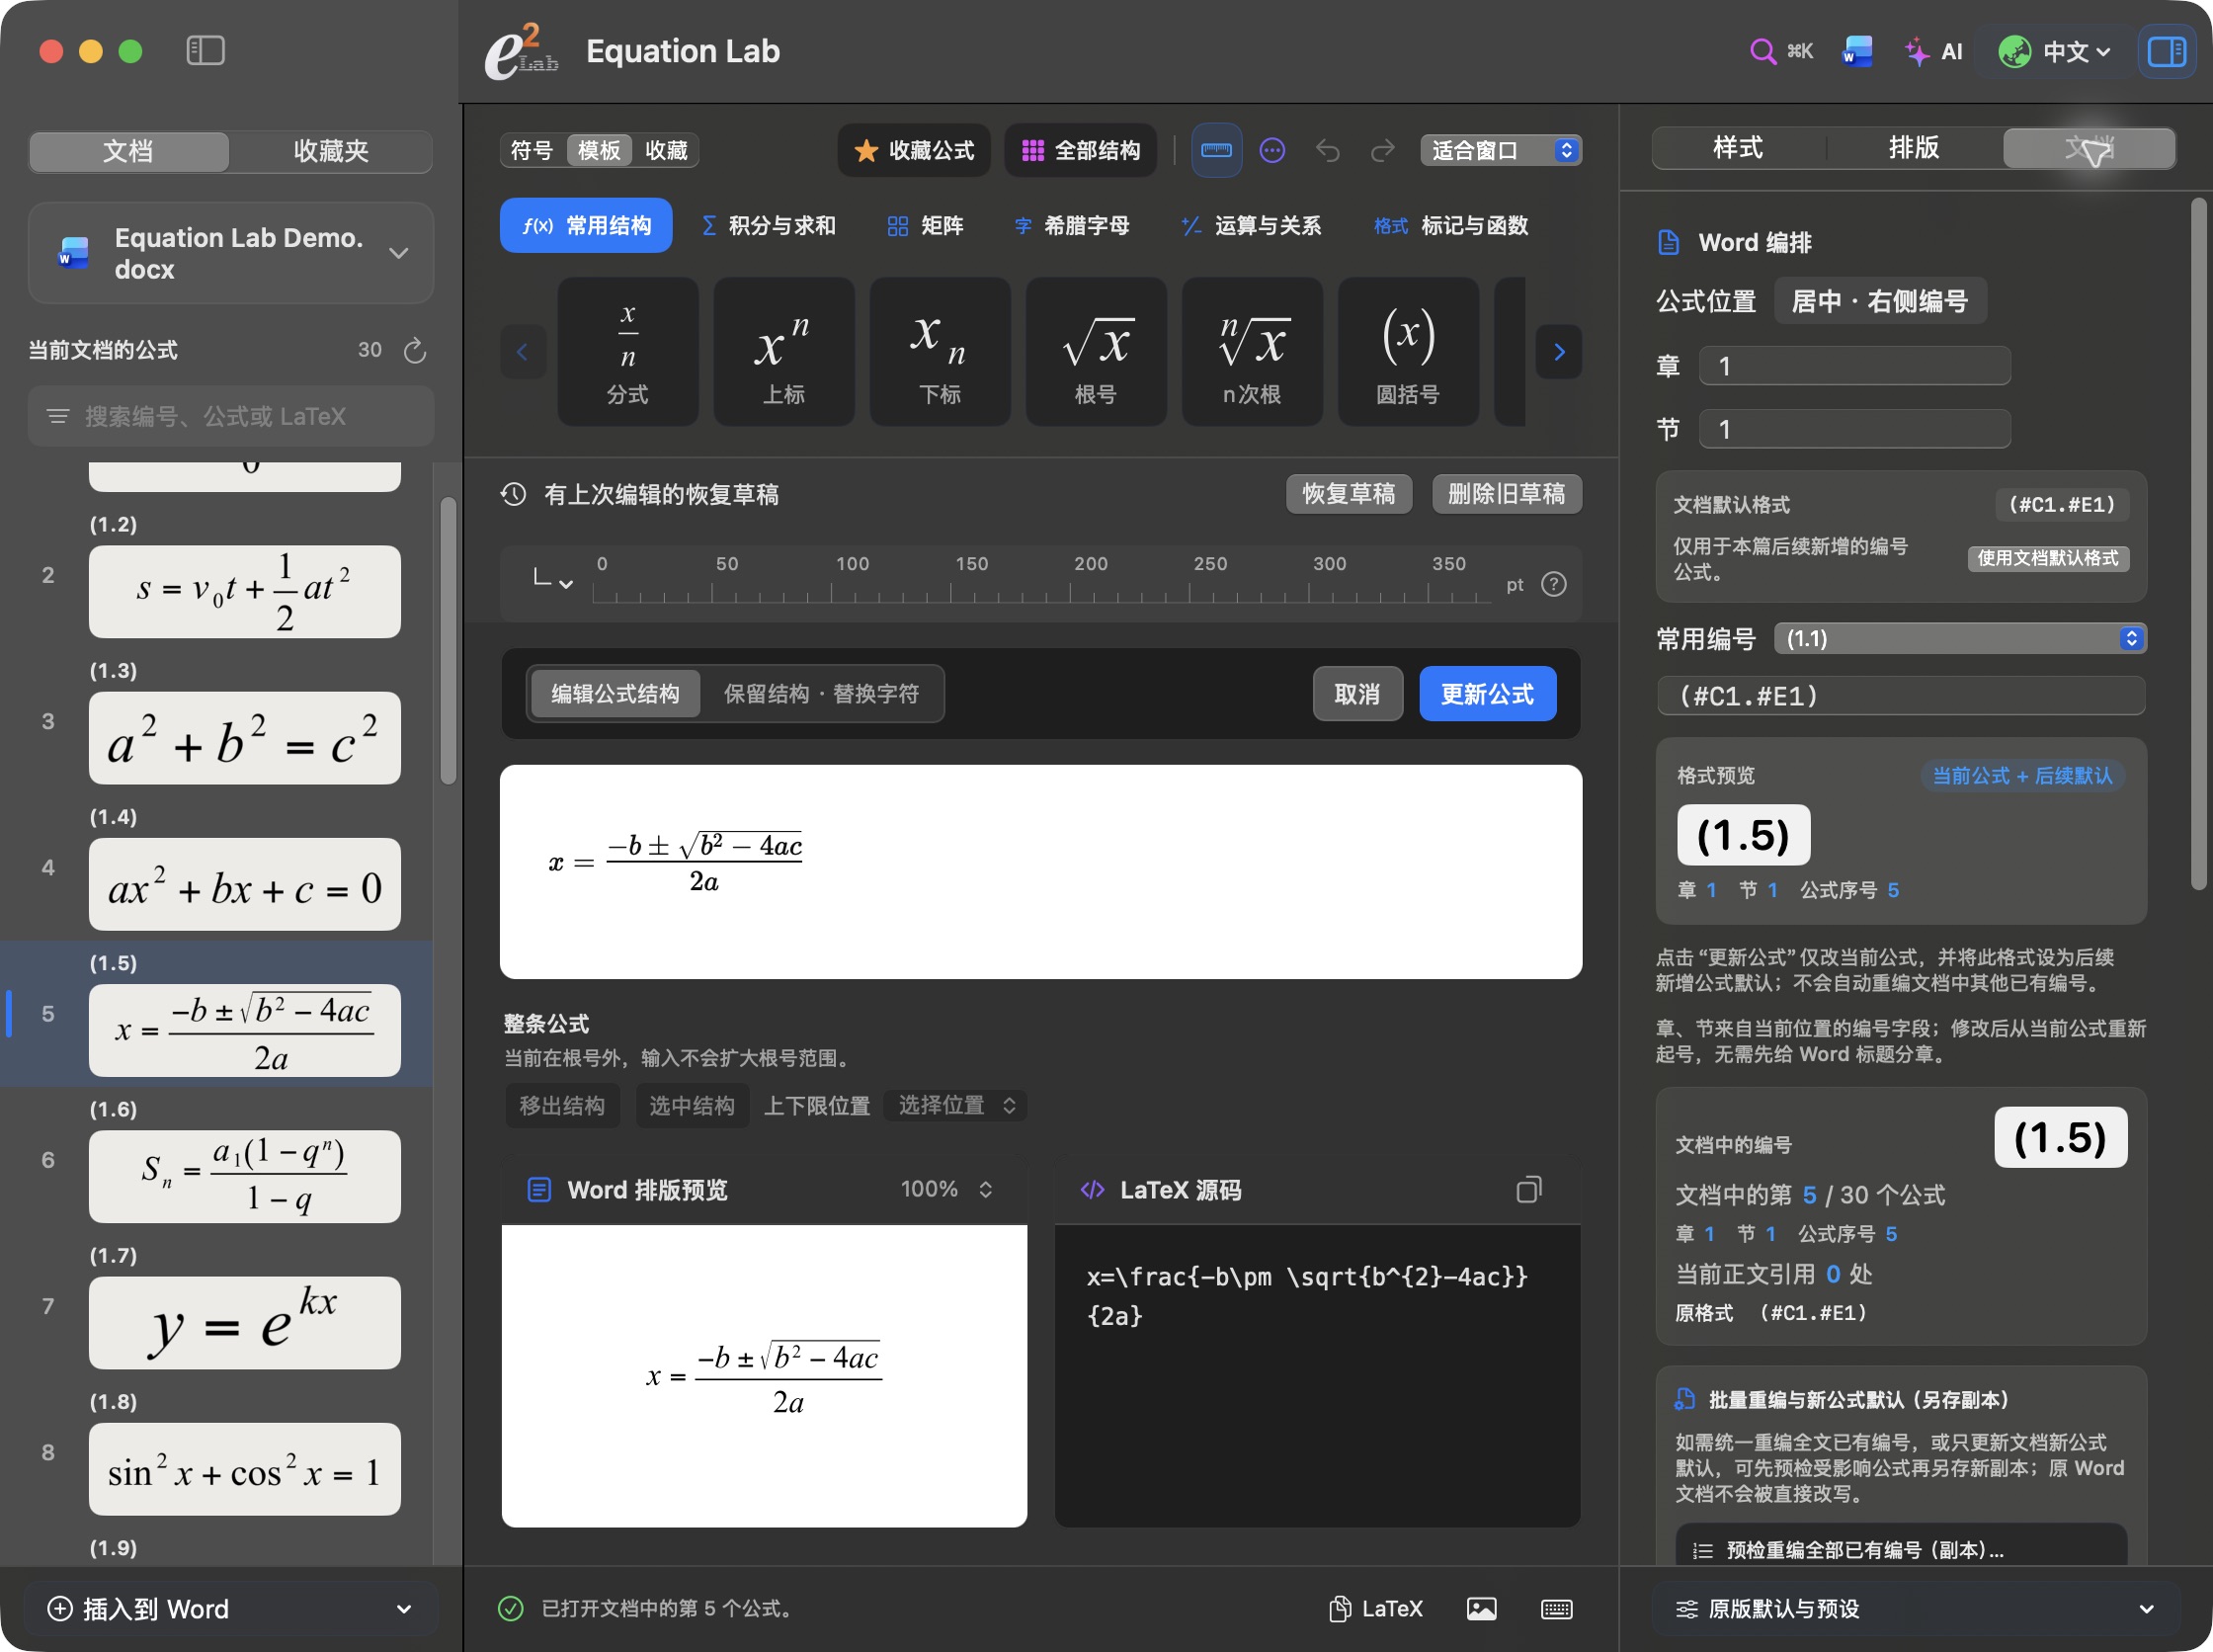 e² Lab Equation Lab
⌘K
AI
中文
文档 收藏夹
Equation Lab Demo.
docx
当前文档的公式 30
搜索编号、公式或 LaTeX
0
(1.2)
2 s = v₀t + 1/2 at²
(1.3)
3 a² + b² = c²
(1.4)
4 ax² + bx + c = 0
(1.5)
5 x = (−b ± √(b² − 4ac))/(2a)
(1.6)
6 Sₙ = a₁(1 − qⁿ)/(1 − q)
(1.7)
7 y = e^(kx)
(1.8)
8 sin² x + cos² x = 1
(1.9)
插入到 Word
符号 模板 收藏
收藏公式 全部结构
适合窗口
f(x) 常用结构 Σ 积分与求和 矩阵 字 希腊字母 运算与关系 格式 标记与函数
x/n xⁿ xₙ √x ⁿ√x (x)
分式 上标 下标 根号 n次根 圆括号
有上次编辑的恢复草稿 恢复草稿 删除旧草稿
0 50 100 150 200 250 300 350 pt ?
编辑公式结构 保留结构 · 替换字符 取消 更新公式
x = (−b ± √(b² − 4ac))/(2a)
整条公式
当前在根号外，输入不会扩大根号范围。
移出结构 选中结构 上下限位置 选择位置
Word 排版预览 100%
x = (−b ± √(b² − 4ac))/(2a)
</> LaTeX 源码
x=\frac{-b\pm \sqrt{b^{2}-4ac}}
{2a}
已打开文档中的第 5 个公式。 LaTeX
样式 排版 文档
Word 编排
公式位置 居中 · 右侧编号
章 1
节 1
文档默认格式 (#C1.#E1)
仅用于本篇后续新增的编号
公式。
使用文档默认格式
常用编号 (1.1)
(#C1.#E1)
格式预览 当前公式 + 后续默认
(1.5)
章 1 节 1 公式序号 5
点击“更新公式”仅改当前公式，并将此格式设为后续
新增公式默认；不会自动重编文档中其他已有编号。
章、节来自当前位置的编号字段；修改后从当前公式重新
起号，无需先给 Word 标题分章。
文档中的编号 (1.5)
文档中的第 5 / 30 个公式
章 1 节 1 公式序号 5
当前正文引用 0 处
原格式 (#C1.#E1)
批量重编与新公式默认（另存副本）
如需统一重编全文已有编号，或只更新文档新公式
默认，可先预检受影响公式再另存新副本；原 Word
文档不会被直接改写。
预检重编全部已有编号（副本）...
原版默认与预设